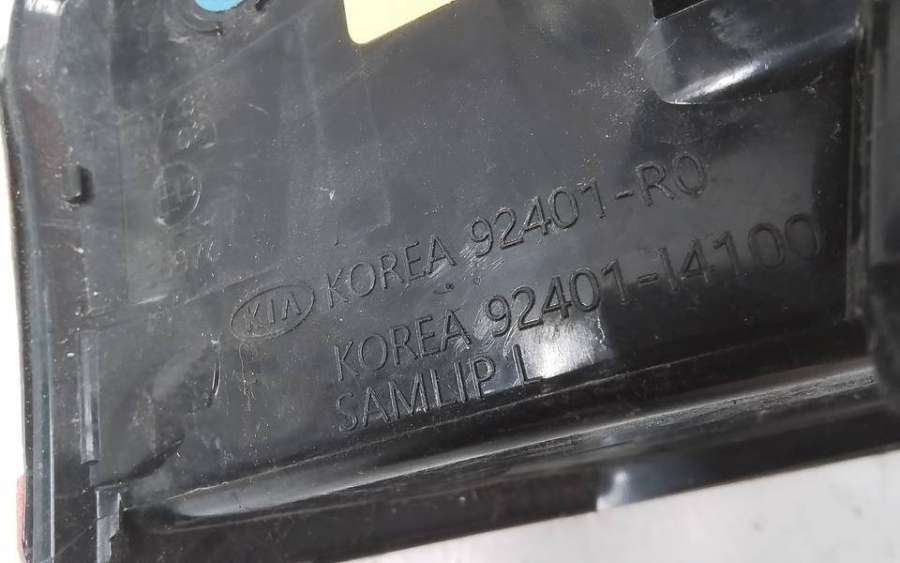 KIA KOREA 92401-R0
KOREA 92401-I4100
SAMLIP L